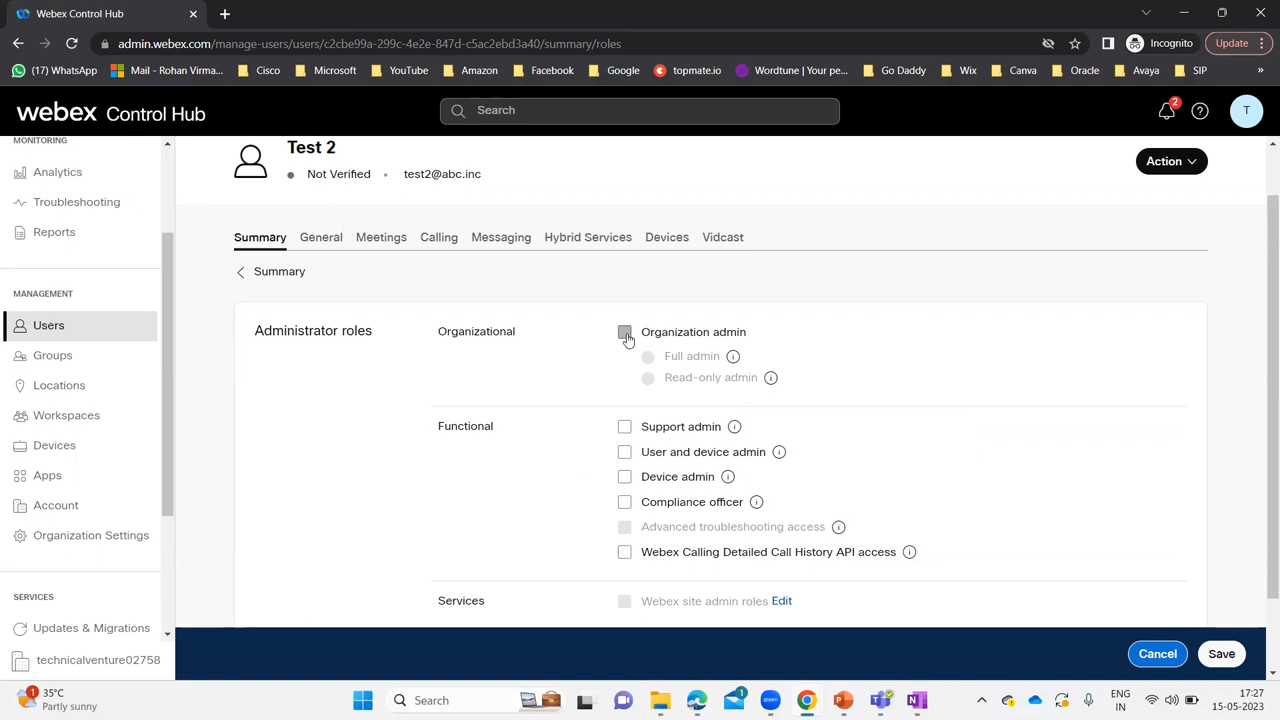 Webex Control Hub
admin.webex.com/manage-users/users/c2cbe99a-299c-4e2e-847d-c5ac2ebd3a40/summary/roles
Incognito
Update
(17) WhatsApp
Mail - Rohan Virma...
Cisco
Microsoft
YouTube
Amazon
Facebook
Google
topmate.io
Wordtune | Your pe...
Go Daddy
Wix
Canva
Oracle
Avaya
SIP
»
webex Control Hub
Search
2
T
MONITORING
Analytics
Troubleshooting
Reports
MANAGEMENT
Users
Groups
Locations
Workspaces
Devices
Apps
Account
Organization Settings
SERVICES
Updates & Migrations
technicalventure02758
Test 2
Not Verified • test2@abc.inc
Action
Summary General Meetings Calling Messaging Hybrid Services Devices Vidcast
Summary
Administrator roles
Organizational
Organization admin
Full admin
Read-only admin
Functional
Support admin
User and device admin
Device admin
Compliance officer
Advanced troubleshooting access
Webex Calling Detailed Call History API access
Services
Webex site admin roles Edit
Cancel
Save
1
35°C
Partly sunny
Search
1
zoom
ENG
IN
17:27
15-05-2023